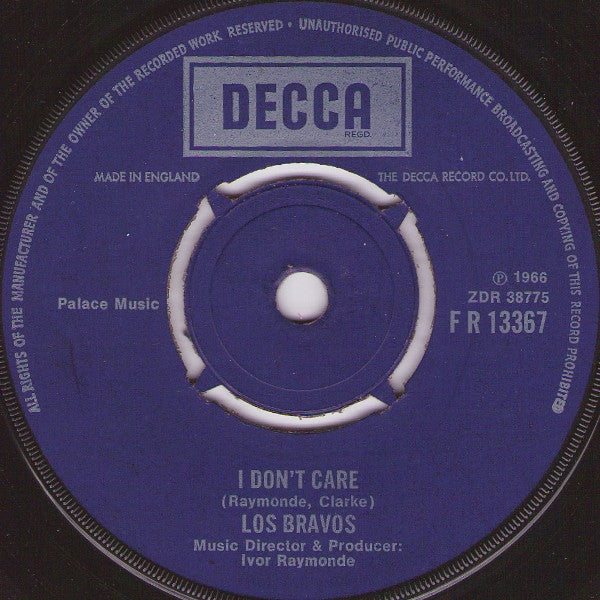 ALL RIGHTS OF THE MANUFACTURER AND OF THE OWNER OF THE RECORDED WORK RESERVED • UNAUTHORISED PUBLIC PERFORMANCE BROADCASTING AND COPYING OF THIS RECORD PROHIBITED
DECCA
REGD.
MADE IN ENGLAND
THE DECCA RECORD CO. LTD.
Palace Music
Ⓟ 1966
ZDR 38775
F R 13367
I DON'T CARE
(Raymonde, Clarke)
LOS BRAVOS
Music Director & Producer:
Ivor Raymonde